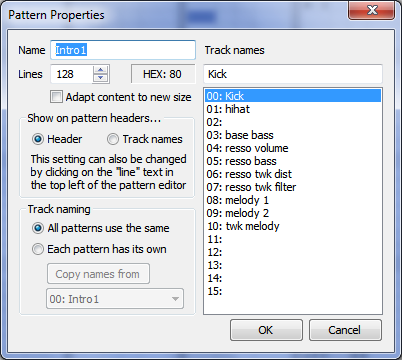 Pattern Properties
Name Intro1
Lines 128 HEX: 80
Adapt content to new size
Show on pattern headers...
Header Track names
This setting can also be changed
by clicking on the "line" text in
the top left of the pattern editor
Track naming
All patterns use the same
Each pattern has its own
Copy names from
00: Intro1
Track names
Kick
00: Kick
01: hihat
02:
03: base bass
04: resso volume
05: resso bass
06: resso twk dist
07: resso twk filter
08: melody 1
09: melody 2
10: twk melody
11:
12:
13:
14:
15:
OK Cancel